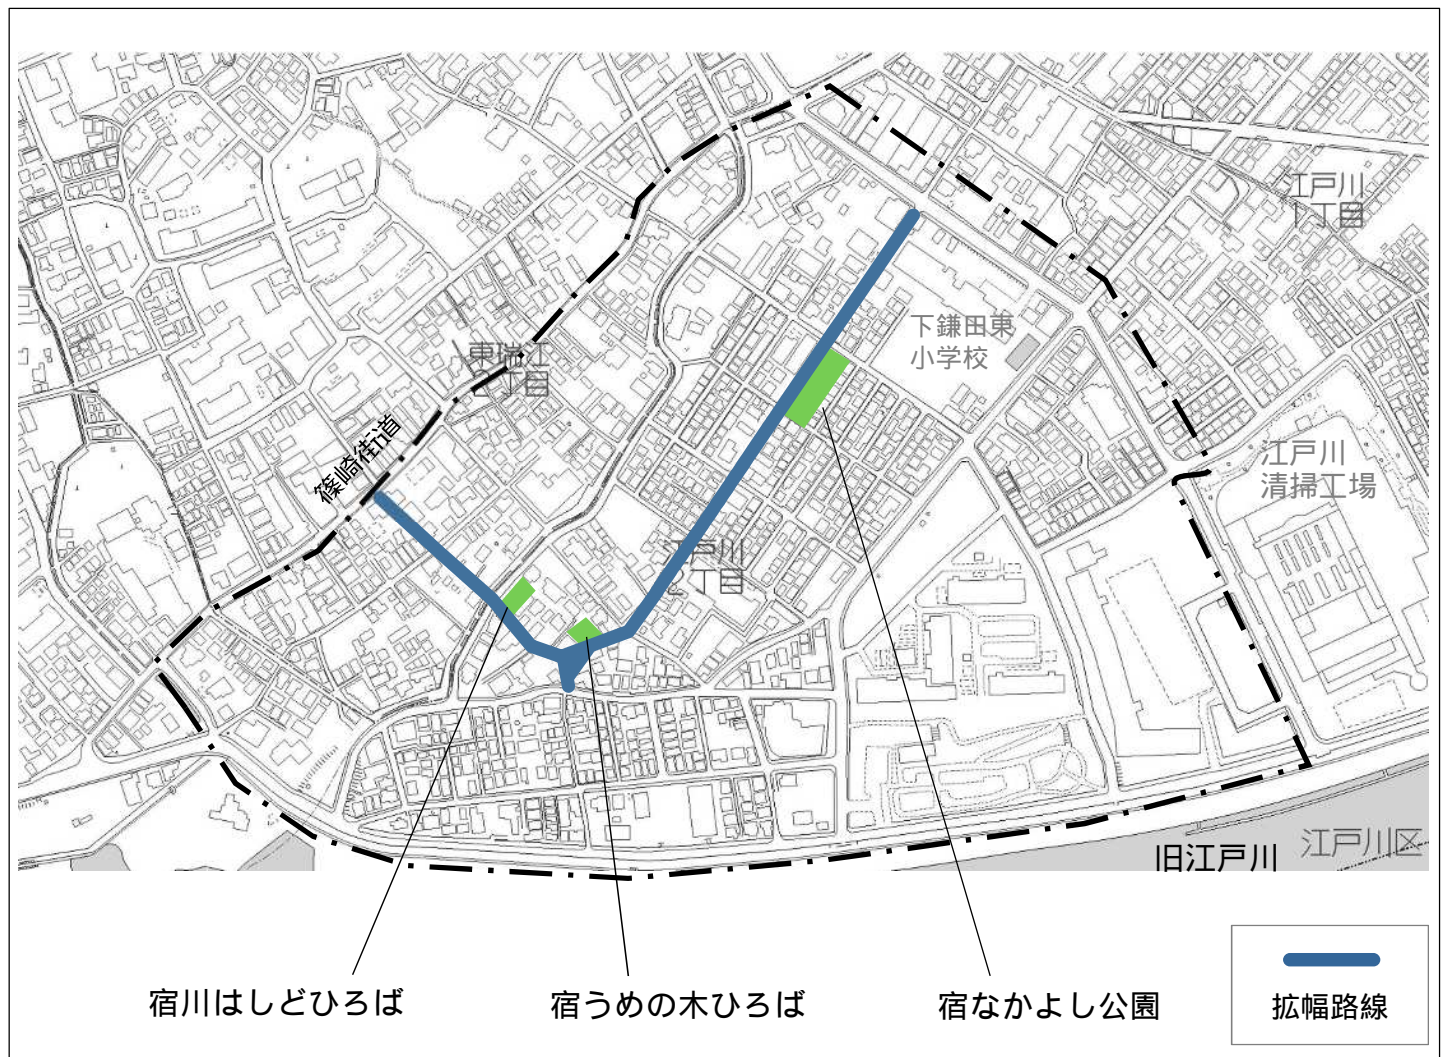 江戸川
1丁目
下鎌田東
小学校
東瑞江
2丁目
篠崎街道
江戸川
清掃工場
江戸川
2丁目
江戸川区
旧江戸川
宿川はしどひろば
宿うめの木ひろば
宿なかよし公園
拡幅路線